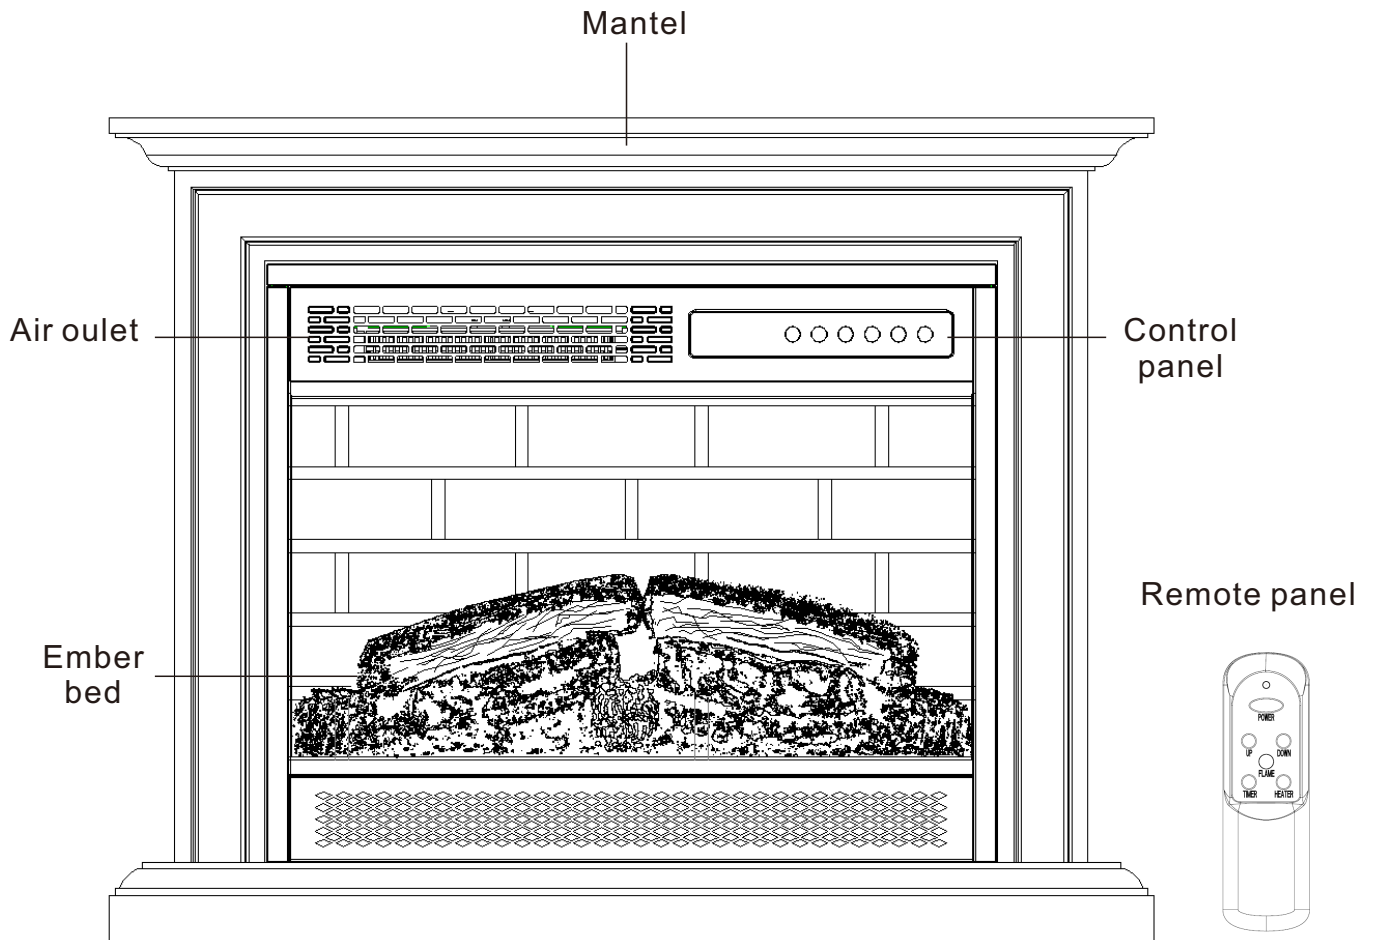 Mantel
Air oulet
Control
panel
Remote panel
Ember
bed
POWER
UP DOWN
FLAME
TIMER HEATER